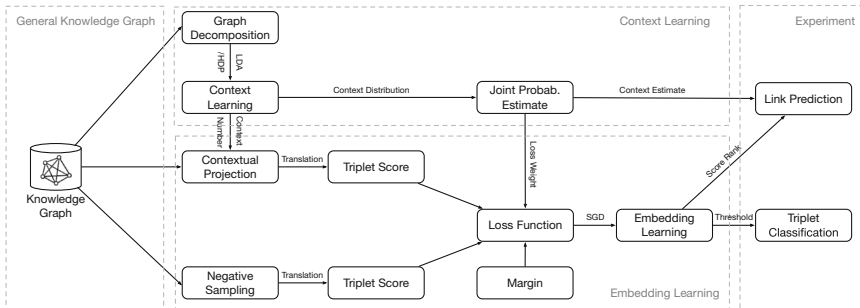 General Knowledge Graph
Context Learning
Experiment
Graph
Decomposition
LDA
/HDP
Context
Learning
Context Distribution
Joint Probab.
Estimate
Context Estimate
Link Prediction
Context
Number
Loss Weight
Score Rank
Knowledge
Graph
Contextual
Projection
Translation
Triplet Score
Loss Function
SGD
Embedding
Learning
Threshold
Triplet
Classification
Negative
Sampling
Translation
Triplet Score
Margin
Embedding Learning